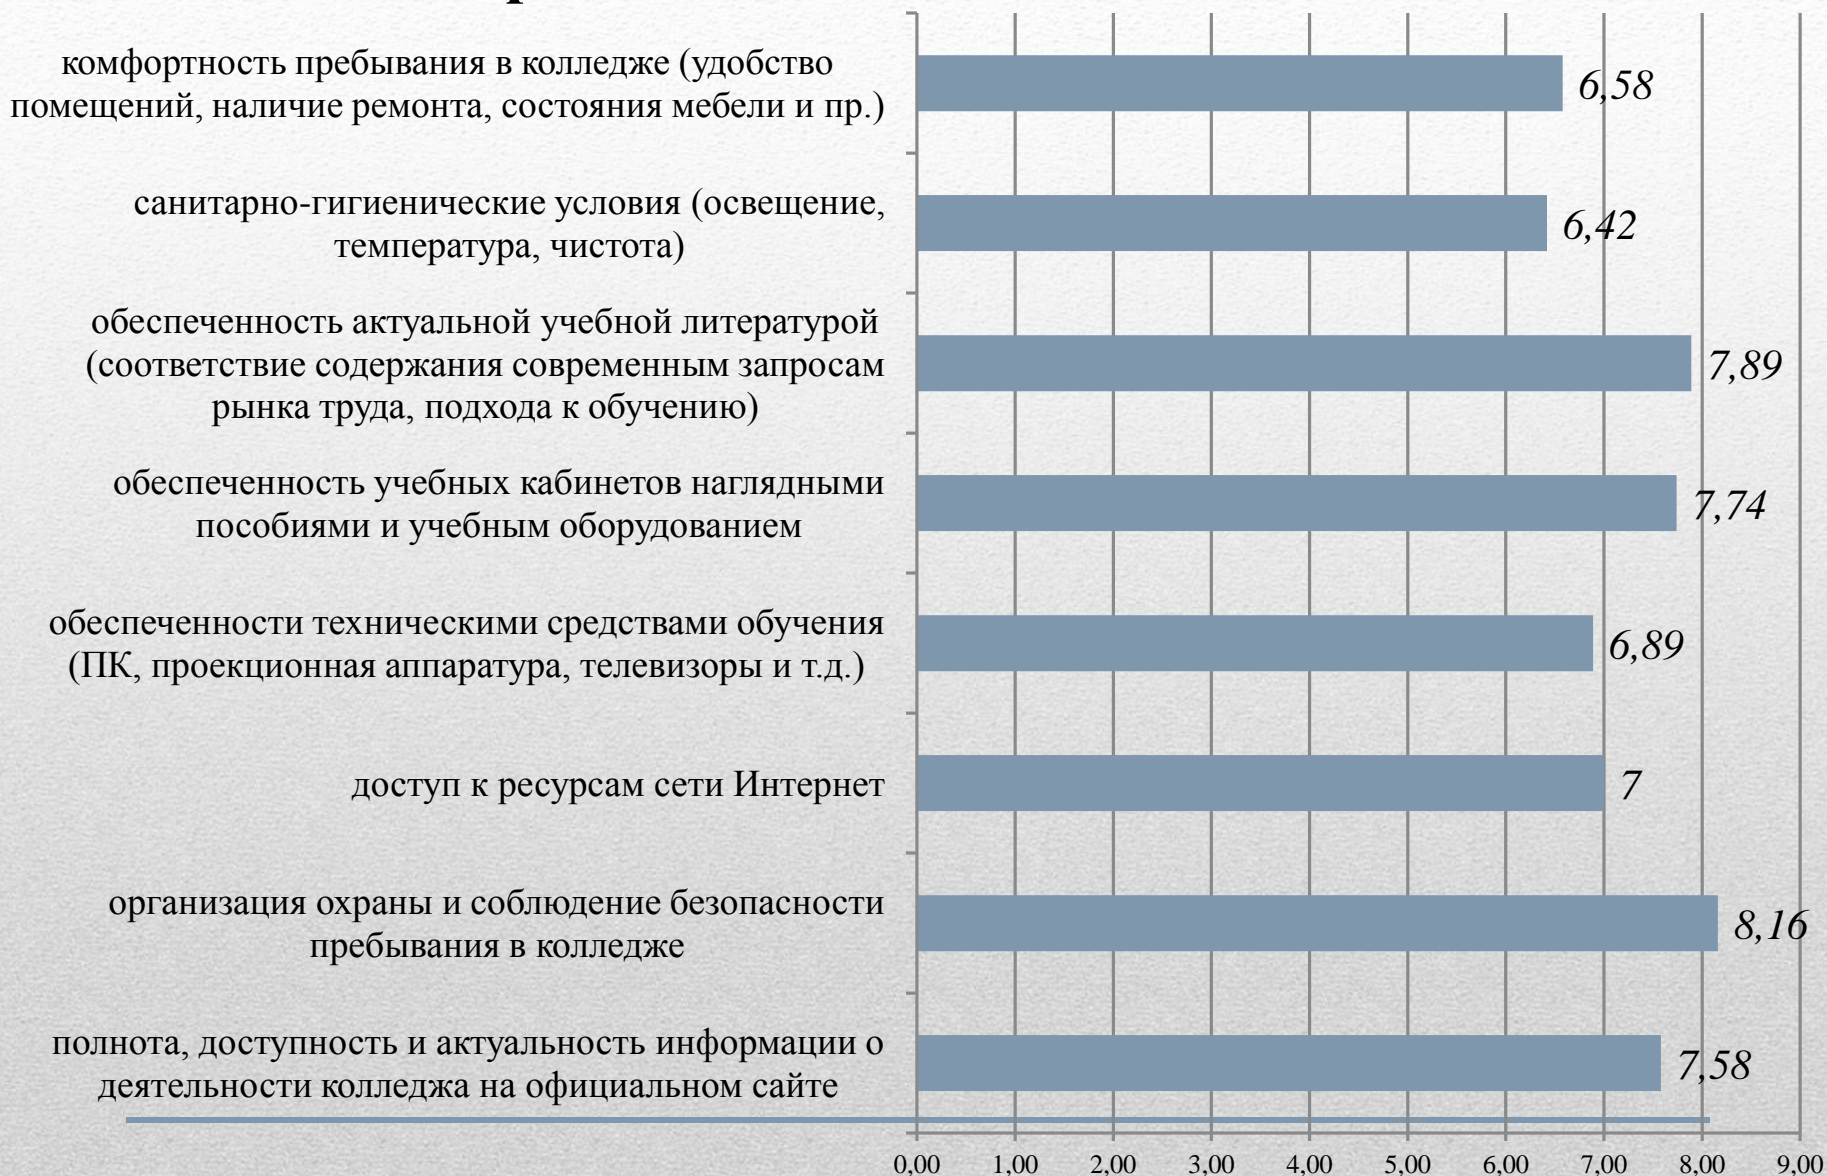 комфортность пребывания в колледже (удобство
помещений, наличие ремонта, состояния мебели и пр.)
6,58
санитарно-гигиенические условия (освещение,
температура, чистота)
6,42
обеспеченность актуальной учебной литературой
(соответствие содержания современным запросам
рынка труда, подхода к обучению)
7,89
обеспеченность учебных кабинетов наглядными
пособиями и учебным оборудованием
7,74
обеспеченности техническими средствами обучения
(ПК, проекционная аппаратура, телевизоры и т.д.)
6,89
доступ к ресурсам сети Интернет
7
организация охраны и соблюдение безопасности
пребывания в колледже
8,16
полнота, доступность и актуальность информации о
деятельности колледжа на официальном сайте
7,58
0,00 1,00 2,00 3,00 4,00 5,00 6,00 7,00 8,00 9,00